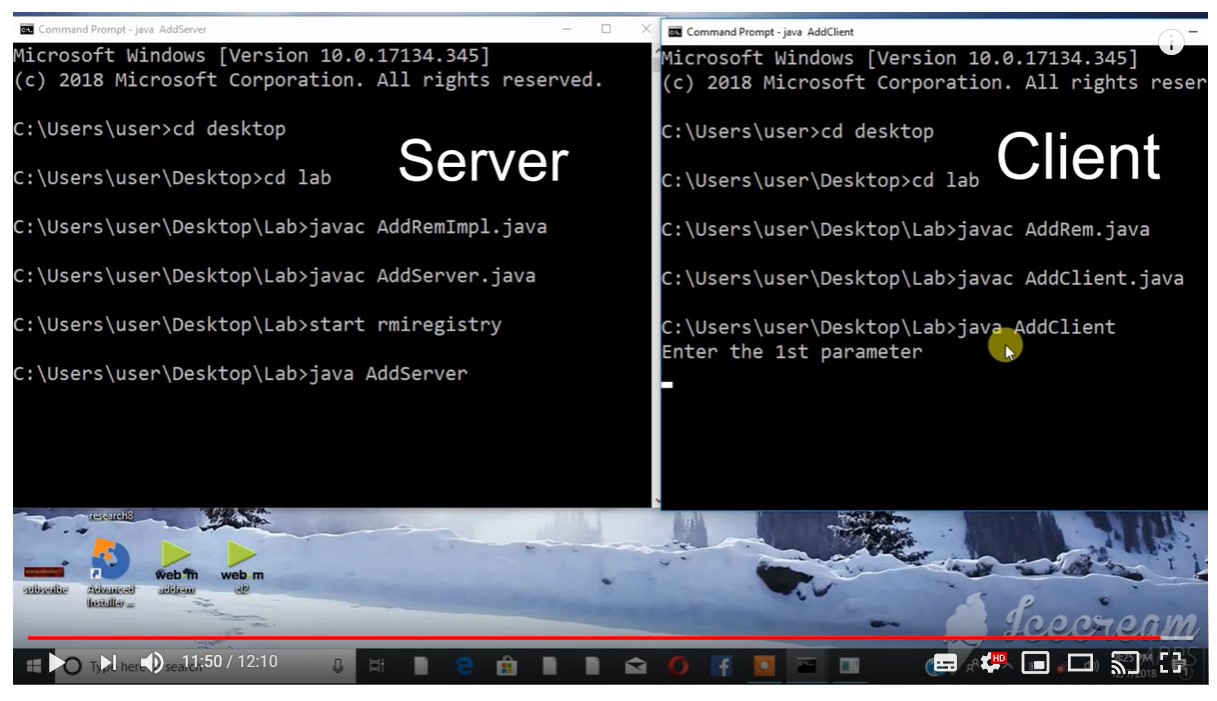 Command Prompt - java AddServer
Microsoft Windows [Version 10.0.17134.345]
(c) 2018 Microsoft Corporation. All rights reserved.
C:\Users\user>cd desktop
Server
C:\Users\user\Desktop>cd lab
C:\Users\user\Desktop\Lab>javac AddRemImpl.java
C:\Users\user\Desktop\Lab>javac AddServer.java
C:\Users\user\Desktop\Lab>start rmiregistry
C:\Users\user\Desktop\Lab>java AddServer
Command Prompt - java AddClient
Microsoft Windows [Version 10.0.17134.345]
(c) 2018 Microsoft Corporation. All rights reser
C:\Users\user>cd desktop
Client
C:\Users\user\Desktop>cd lab
C:\Users\user\Desktop\Lab>javac AddRem.java
C:\Users\user\Desktop\Lab>javac AddClient.java
C:\Users\user\Desktop\Lab>java AddClient
Enter the 1st parameter
research8
subscribe
Advanced
Installer ...
web m
addrem
web m
cl2
Icecream
APPS
Type here to search
11:50 / 12:10
HD